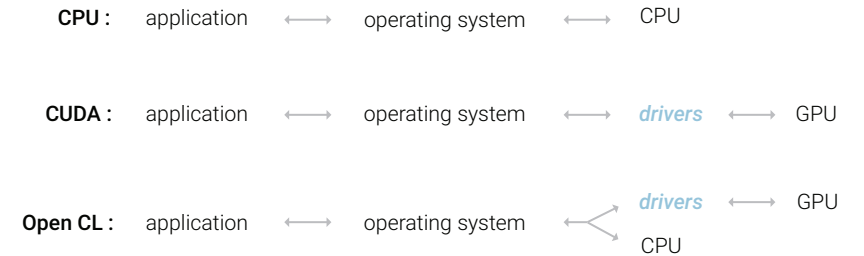 CPU : application operating system CPU
CUDA : application operating system drivers GPU
drivers GPU
Open CL : application operating system
CPU